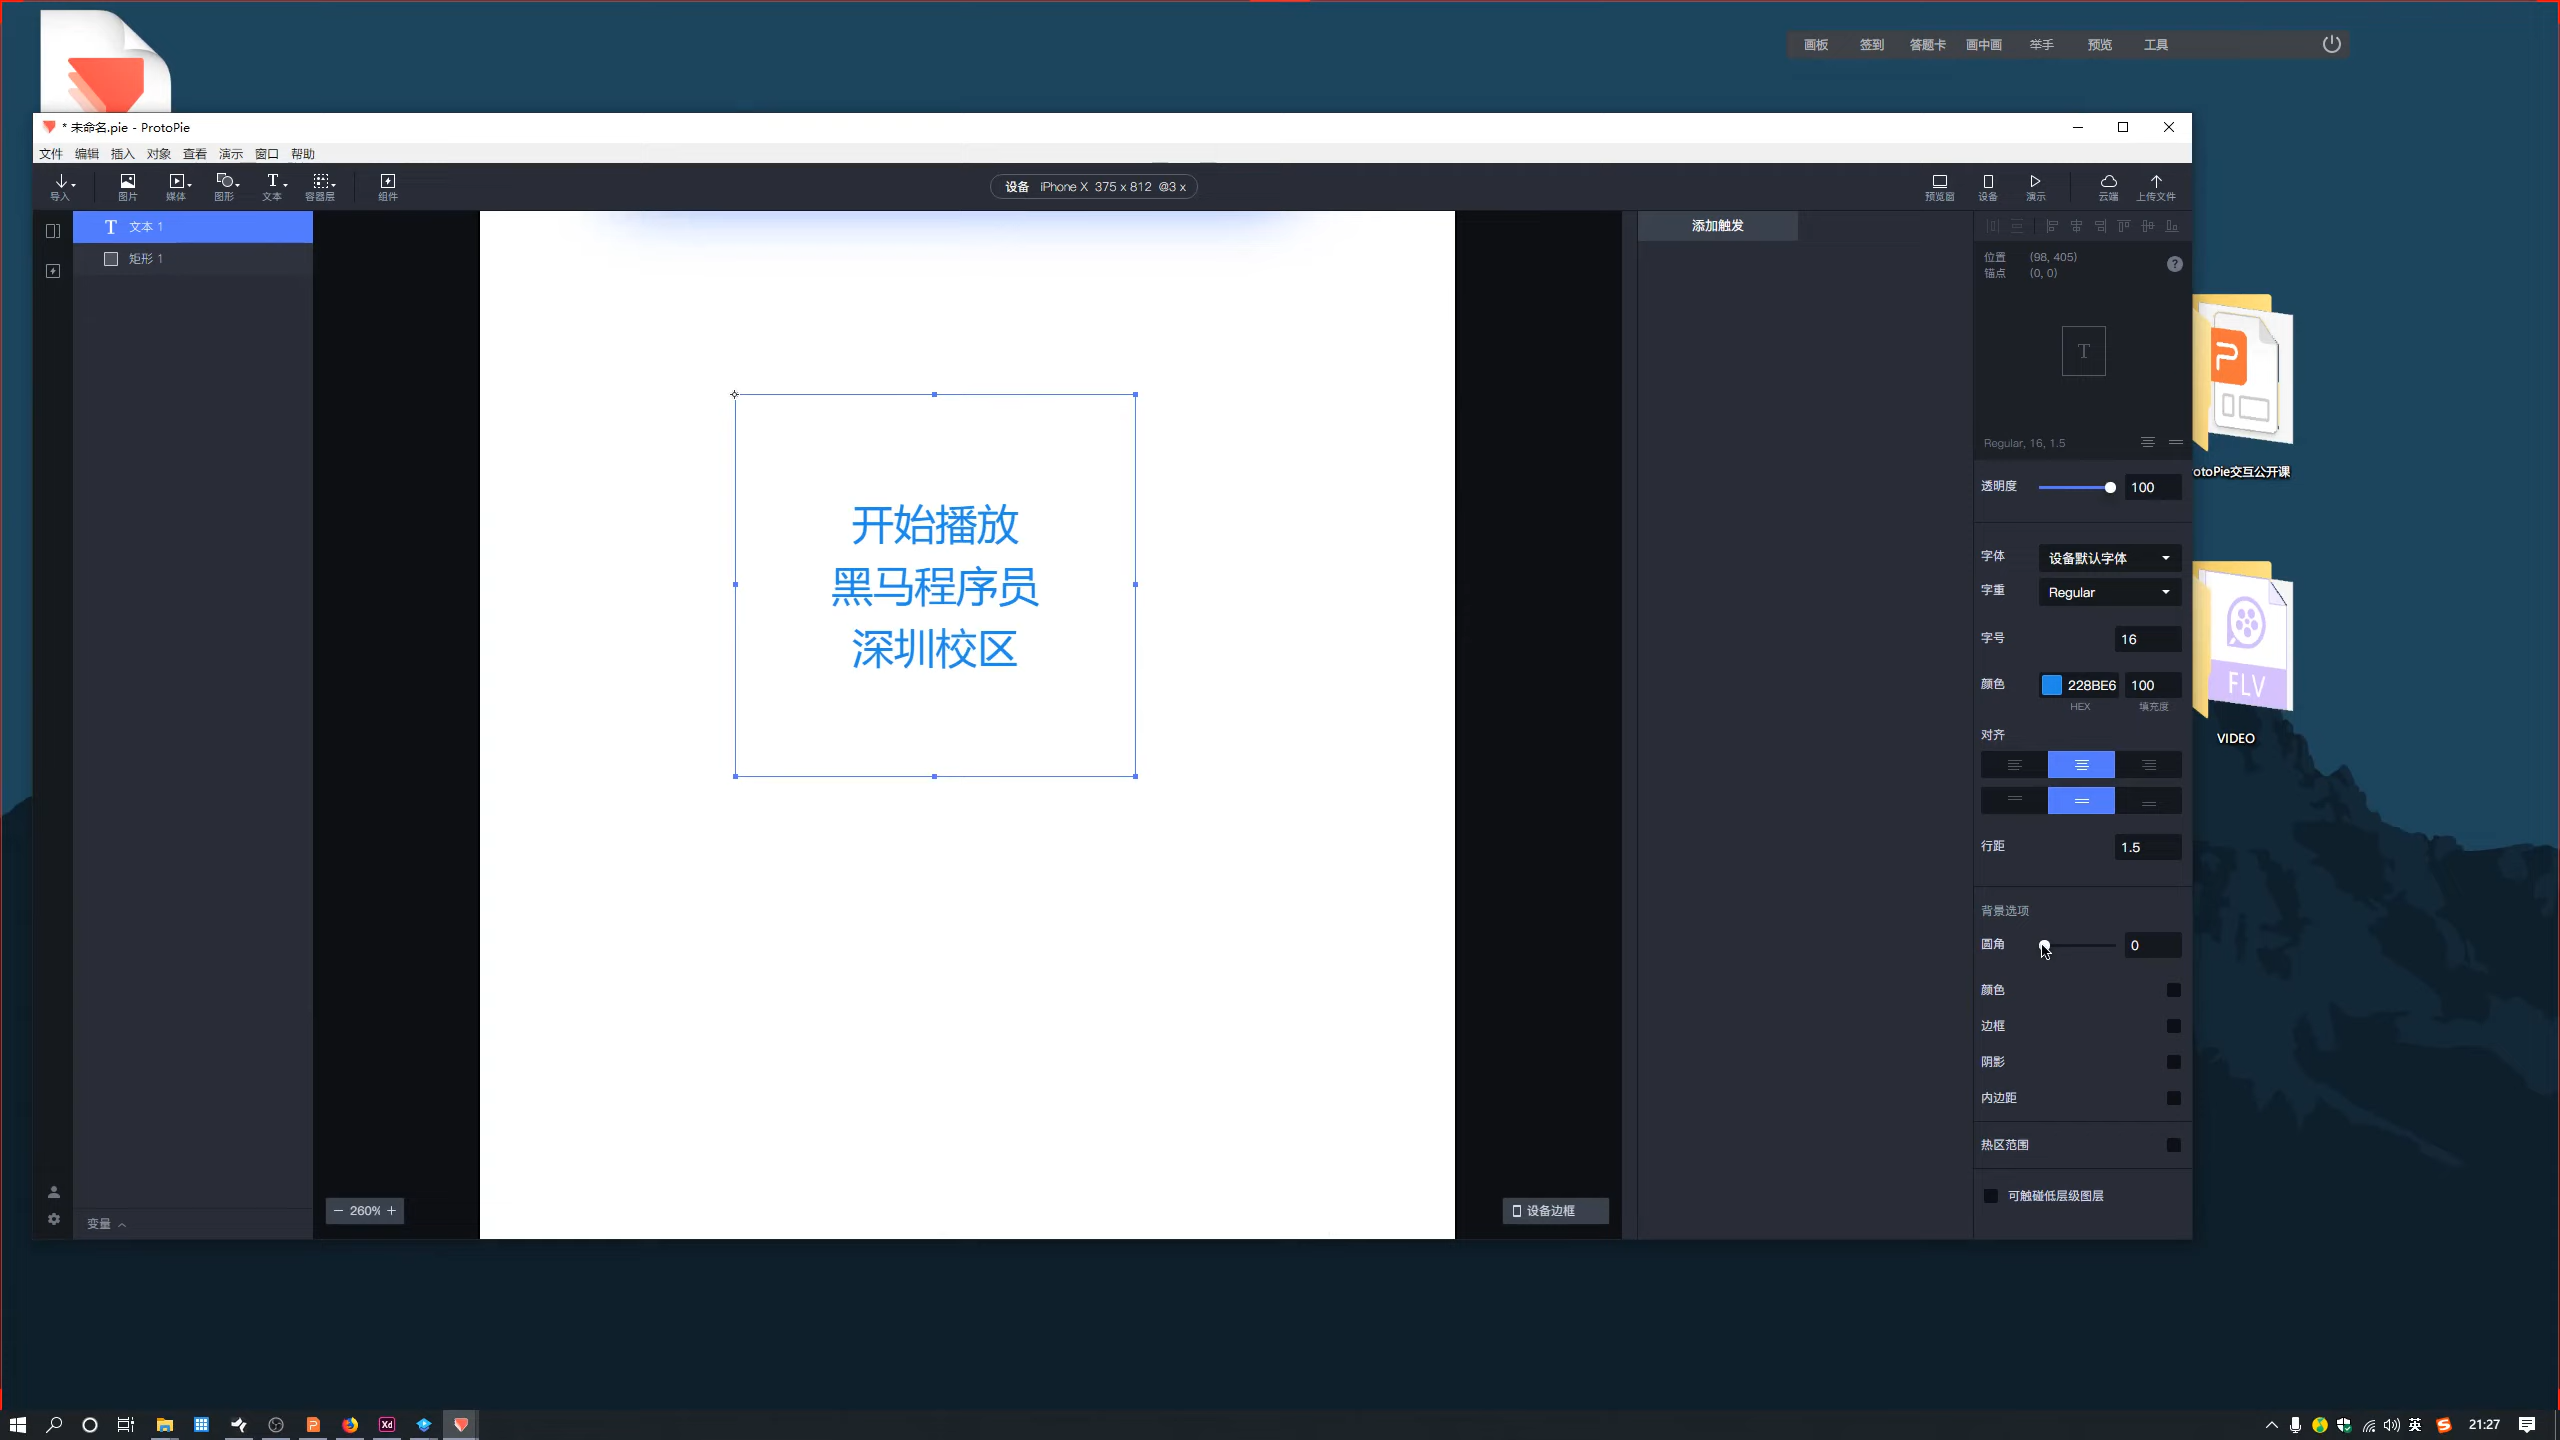 画板 签到 答题卡 画中画 举手 预览 工具
* 未命名.pie - ProtoPie
文件 编辑 插入 对象 查看 演示 窗口 帮助
导入 图片 媒体 图形 文本 容器层 组件
设备 iPhone X 375 x 812 @3 x
预览窗 设备 演示 云端 上传文件
文本 1
矩形 1
添加触发
位置 (98, 405)
锚点 (0, 0)
Regular, 16, 1.5
透明度 100
字体 设备默认字体
字重 Regular
字号 16
颜色 228BE6 100
HEX 填充度
对齐
行距 1.5
背景选项
圆角 0
颜色
边框
阴影
内边距
热区范围
可触碰低层级图层
开始播放
黑马程序员
深圳校区
变量
260%
设备边框
otoPie交互公开课
FLV
VIDEO
Xd
英
21:27